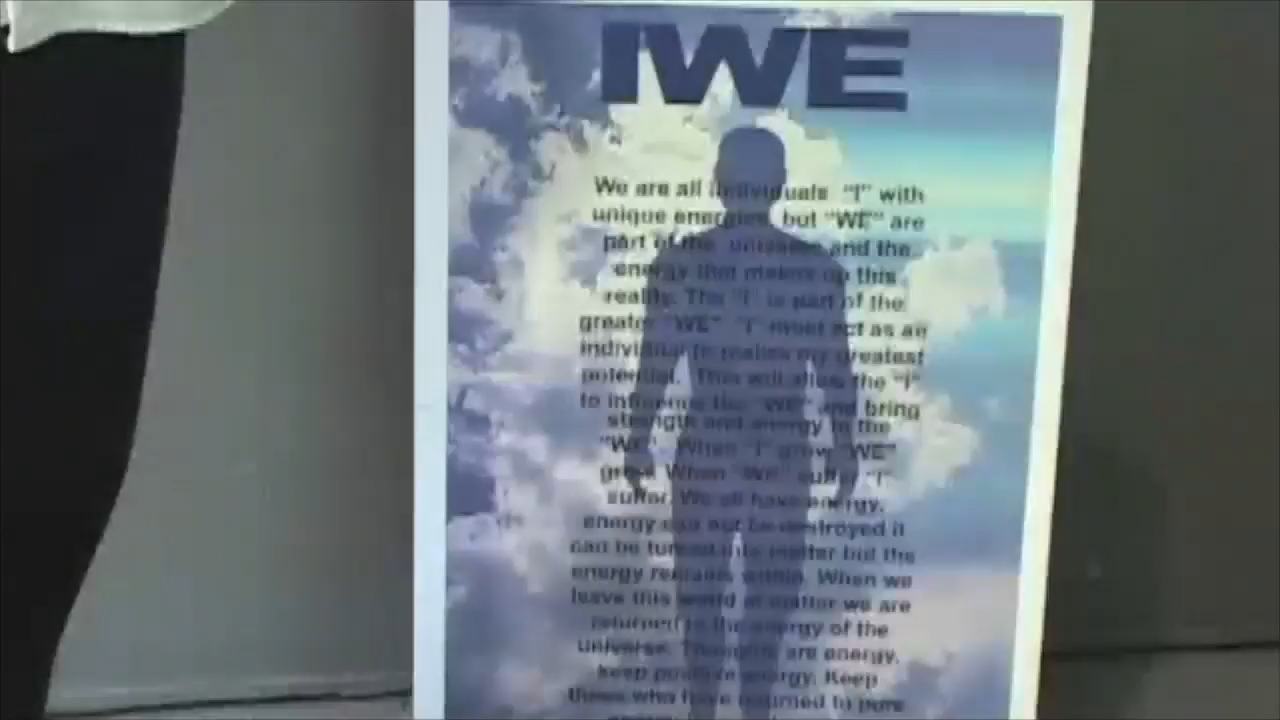 IWE
We are all individuals "I" with
unique energies, but "WE" are
part of the universe and the
energy that makes up this
reality. The "I" is part of the
greater "WE" "I" must act as an
individual to realize my greatest
potential. This will allow the "I"
to influence the "WE" and bring
strength and energy to the
"WE". When "I" grow "WE"
grow. When "WE" suffer "I"
suffer. We all have energy,
energy can not be destroyed it
can be turned into matter but the
energy remains within. When we
leave this world of matter we are
returned to the energy of the
universe. Thoughts are energy,
keep positive energy. Keep
those who have returned to pure